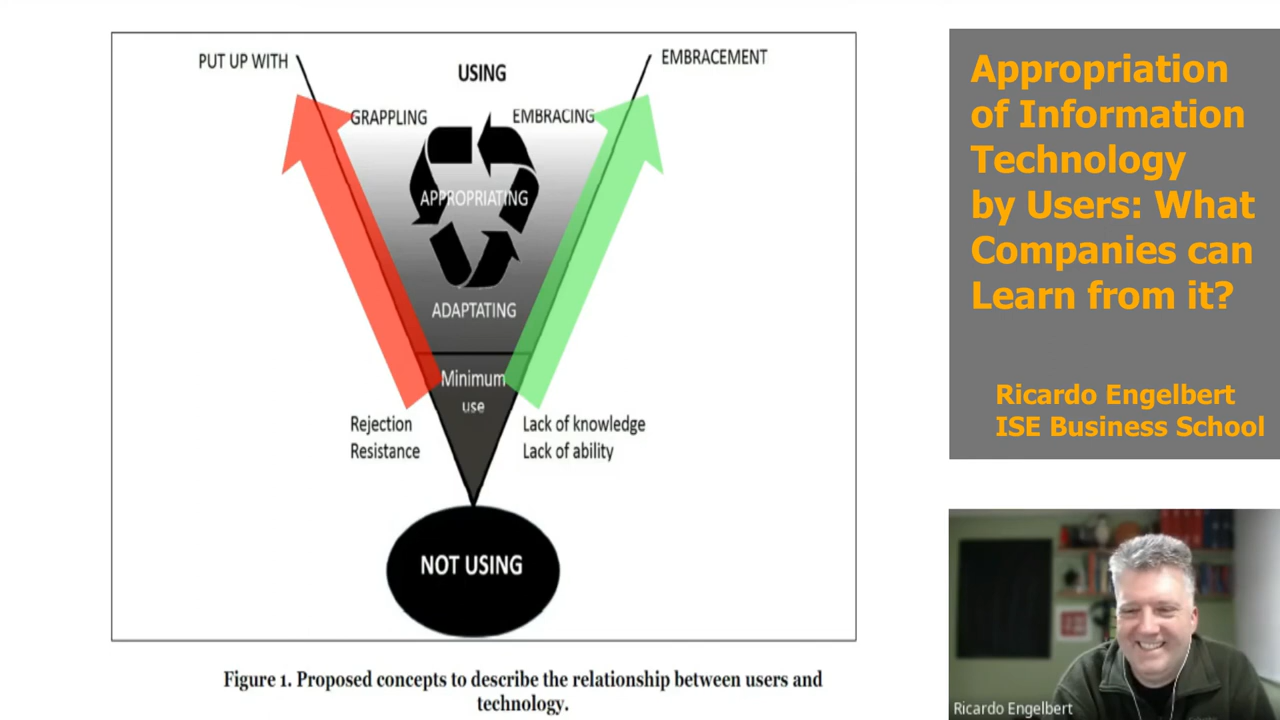 PUT UP WITH
EMBRACEMENT
USING
GRAPPLING
EMBRACING
APPROPRIATING
ADAPTATING
Minimum
use
Rejection
Resistance
Lack of knowledge
Lack of ability
NOT USING
Figure 1. Proposed concepts to describe the relationship between users and
technology.
Appropriation
of Information
Technology
by Users: What
Companies can
Learn from it?
Ricardo Engelbert
ISE Business School
Ricardo Engelbert